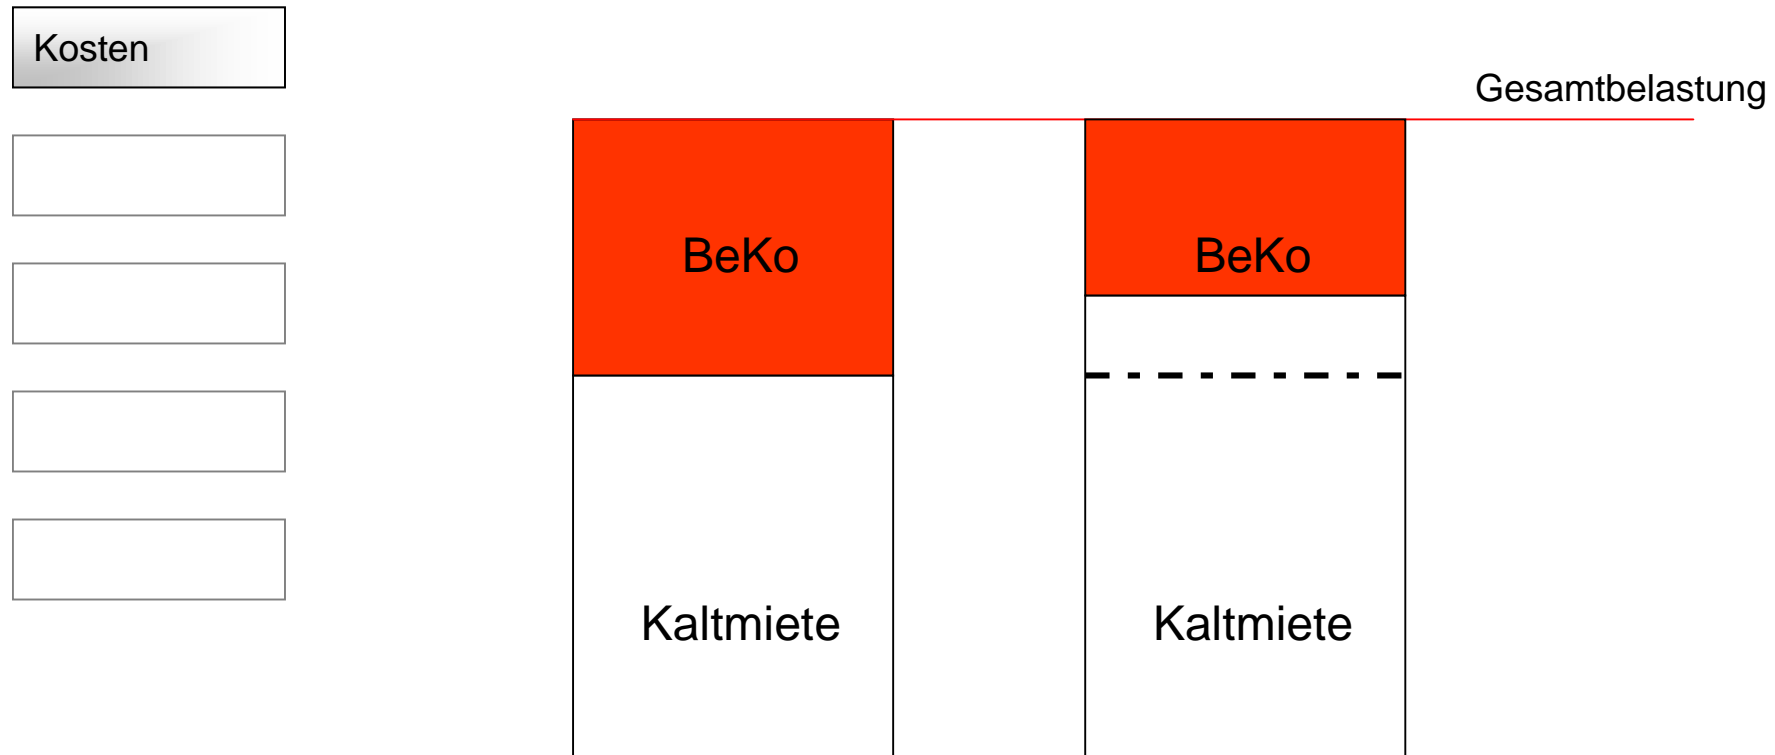 Kosten
Gesamtbelastung
BeKo
BeKo
Kaltmiete
Kaltmiete